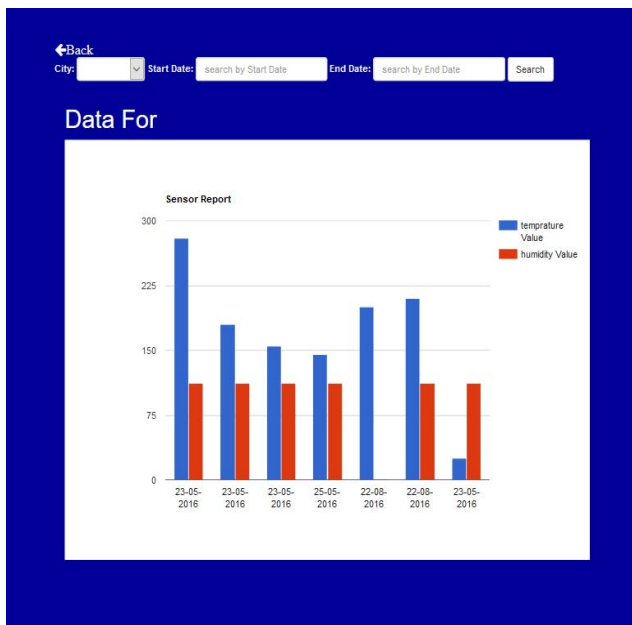 Back
City: Start Date: search by Start Date End Date: search by End Date Search
Data For
Sensor Report
300
225
150
75
0
temprature
Value
humidity Value
23-05- 23-05- 23-05- 25-05- 22-08- 22-08- 23-05-
2016 2016 2016 2016 2016 2016 2016